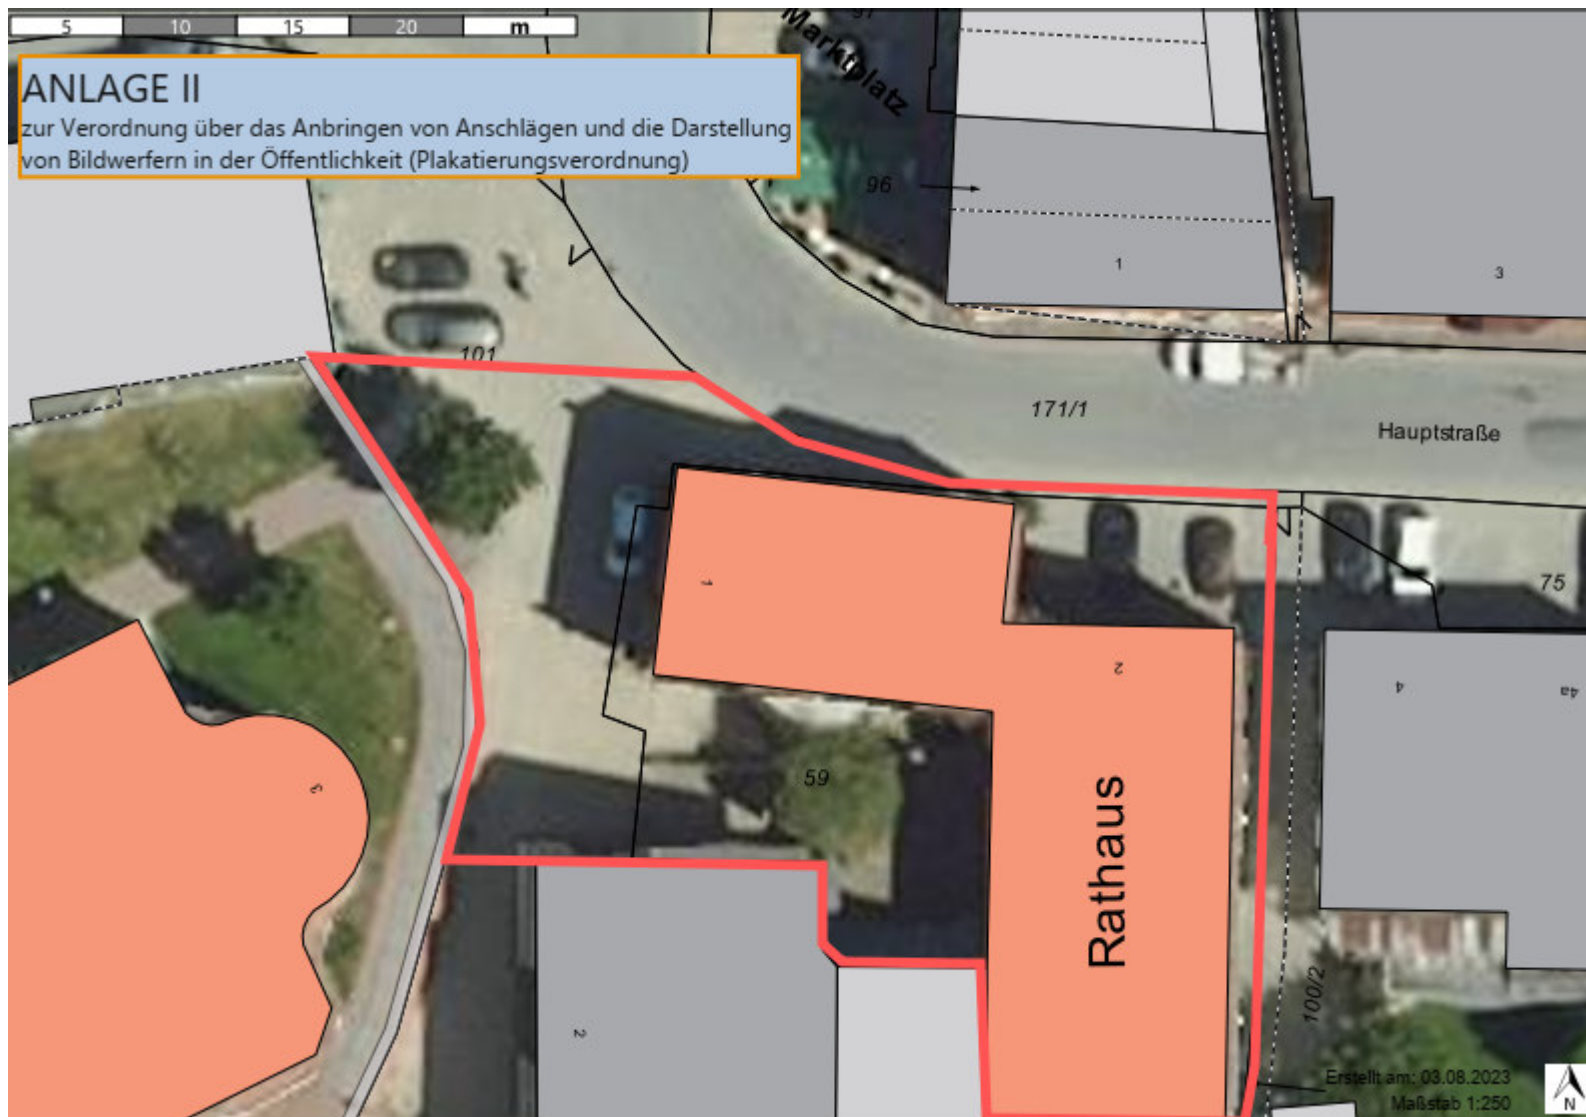 5 10 15 20 m
ANLAGE II
zur Verordnung über das Anbringen von Anschlägen und die Darstellung
von Bildwerfern in der Öffentlichkeit (Plakatierungsverordnung)
Marktplatz
96
1
3
101
171/1
Hauptstraße
75
1
2
4
4a
59
3
Rathaus
2
100/2
Erstellt am: 03.08.2023
Maßstab 1:250
N